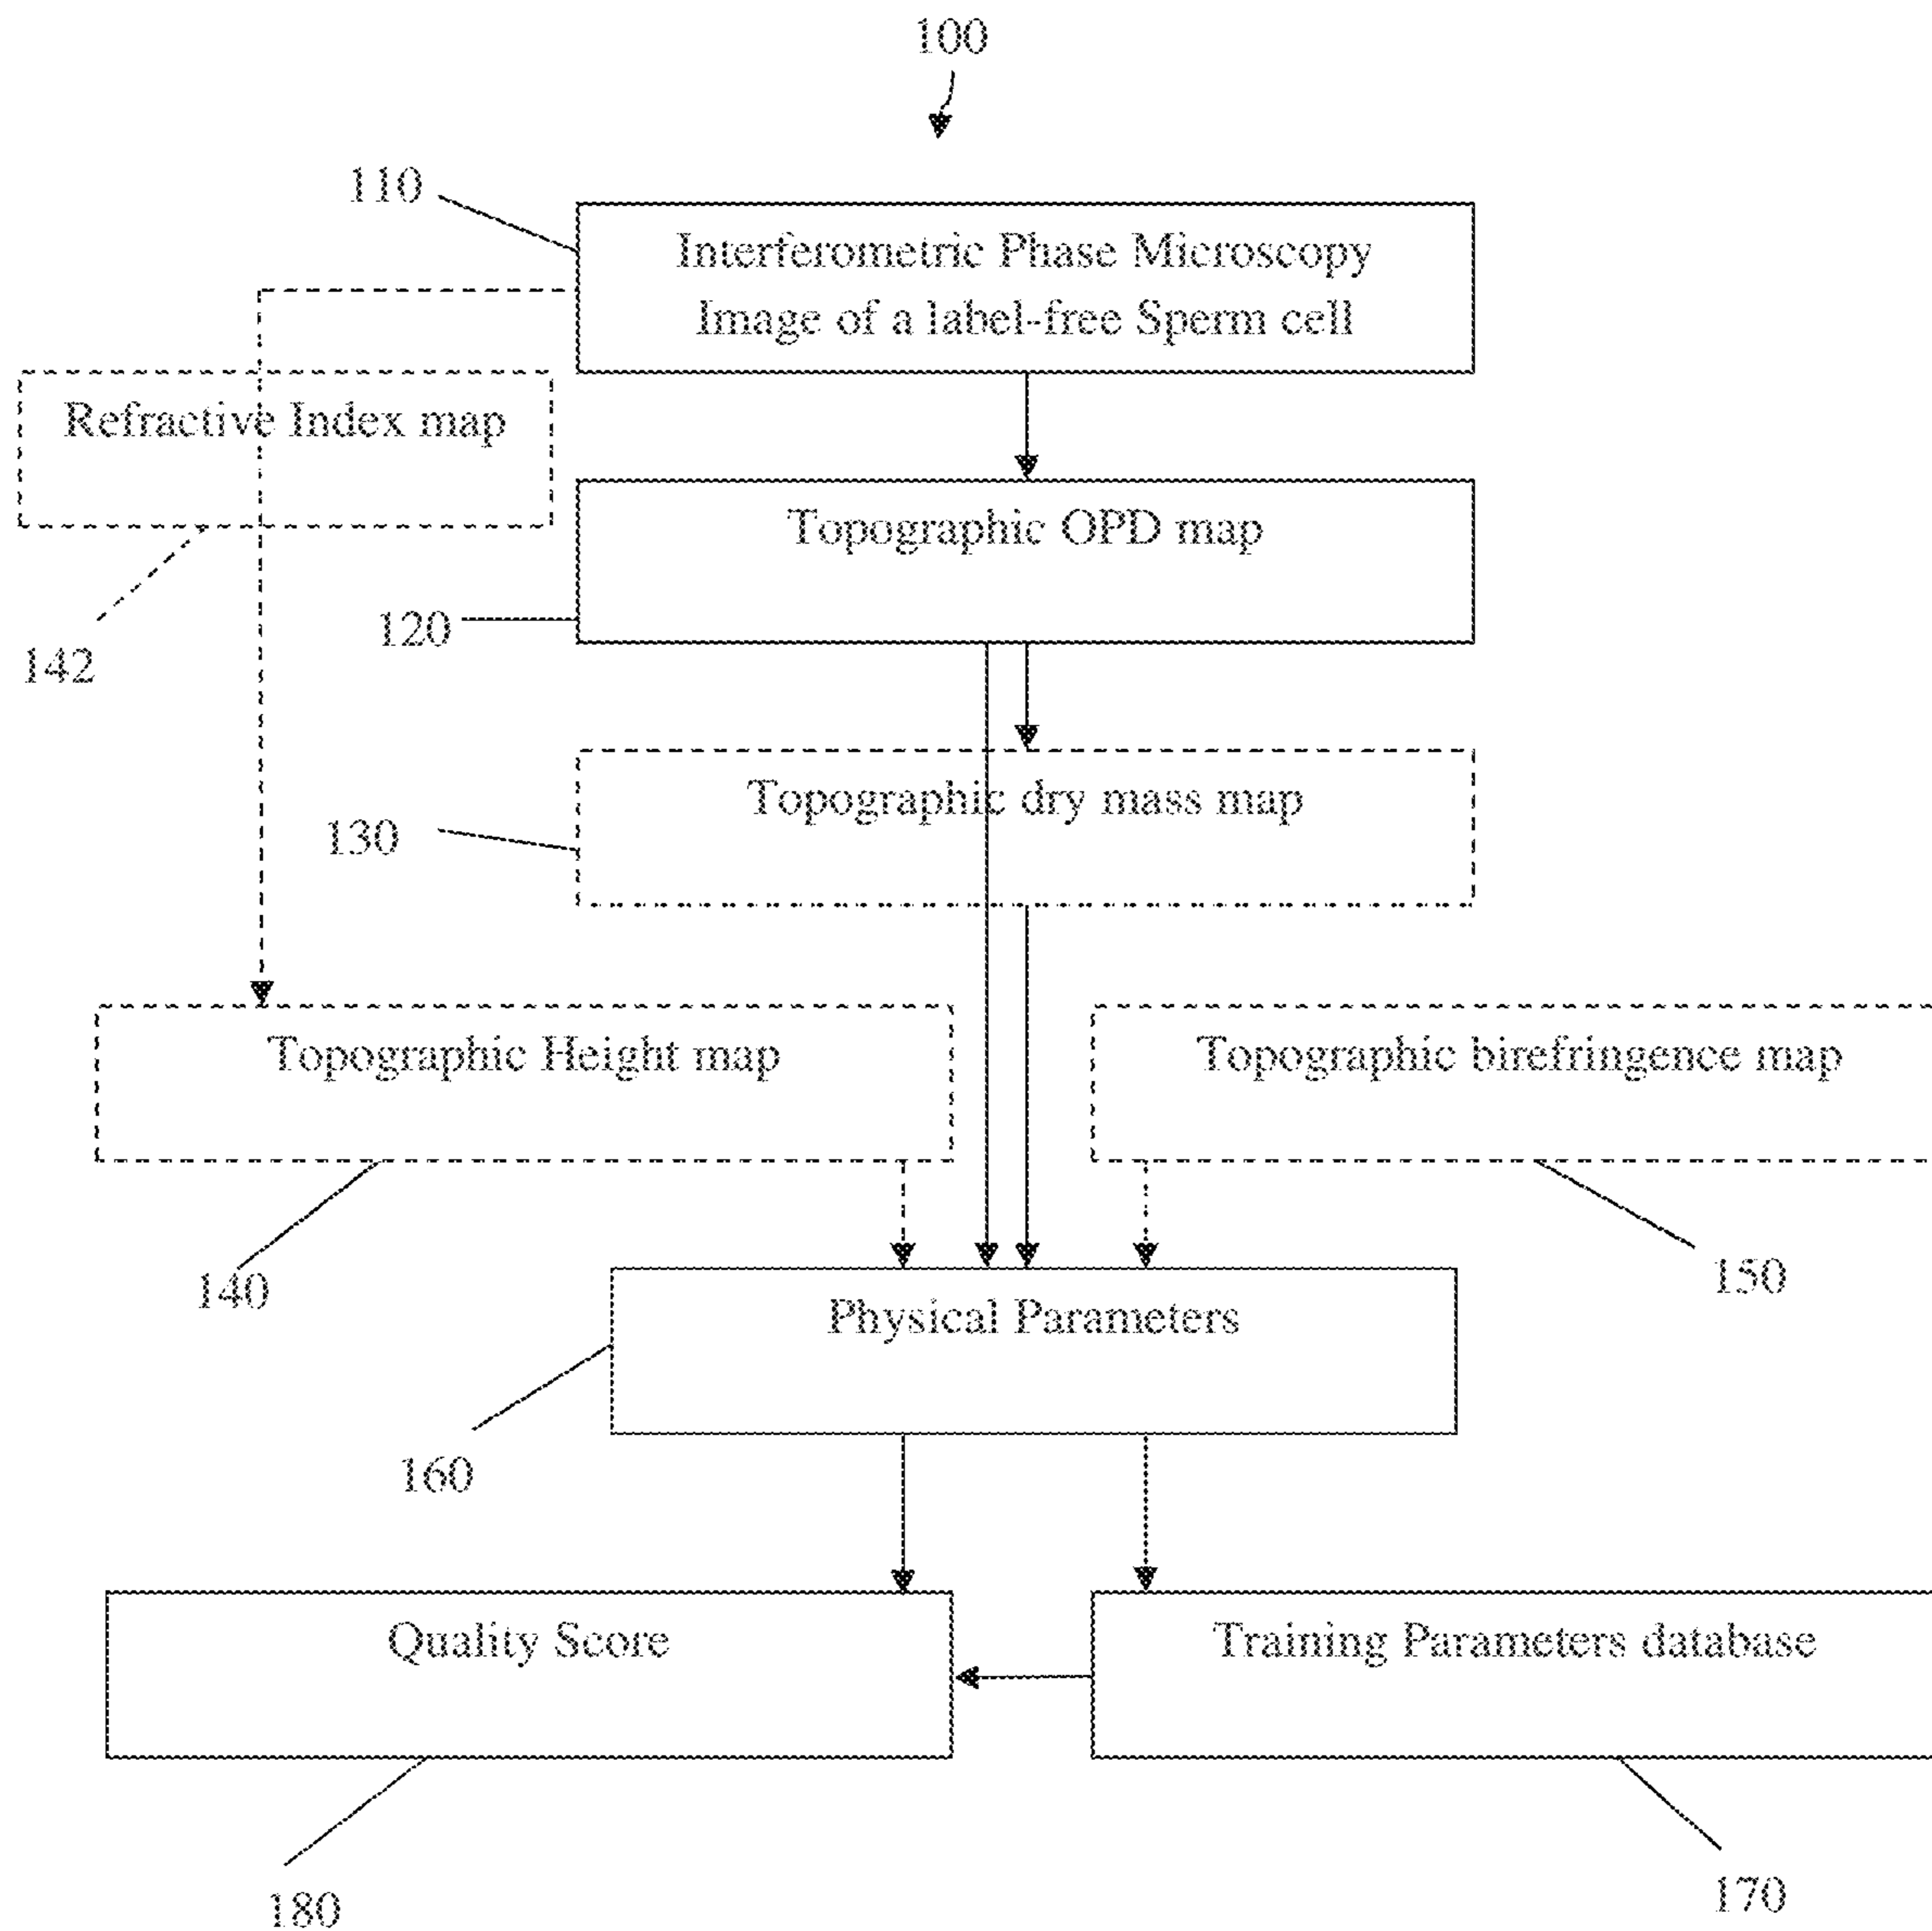 100
110
Interferometric Phase Microscopy
Image of a label-free Sperm cell
Refractive Index map
Topographic OPD map
120
142
Topographic dry mass map
130
Topographic Height map
Topographic birefringence map
140
150
Physical Parameters
160
Quality Score
Training Parameters database
180
170